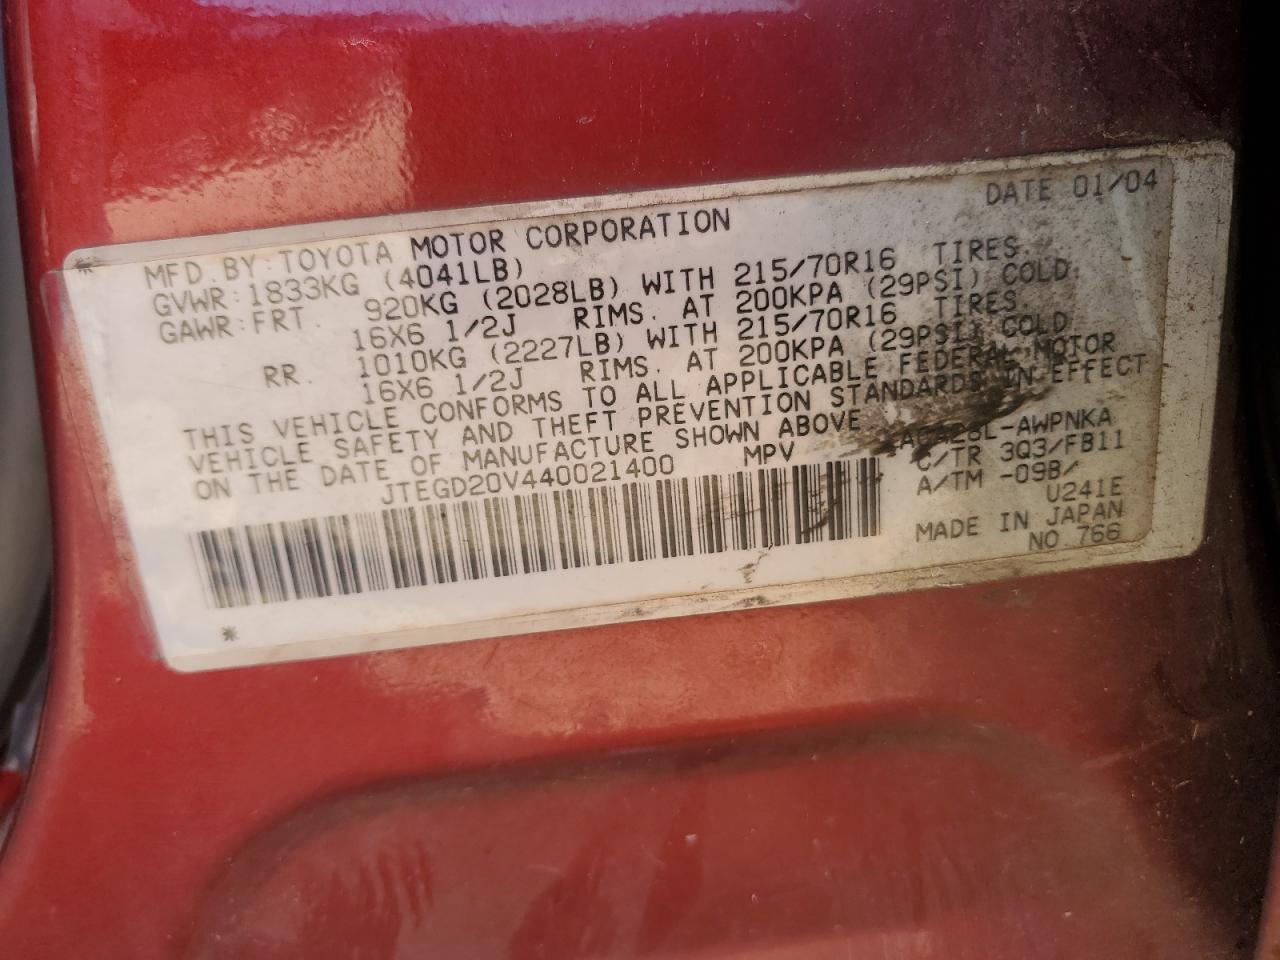 DATE 01/04
MFD. BY: TOYOTA MOTOR CORPORATION
GVWR: 1833KG (4041LB)
GAWR: FRT. 920KG (2028LB) WITH 215/70R16 TIRES.
16X6 1/2J RIMS. AT 200KPA (29PSI) COLD.
RR. 1010KG (2227LB) WITH 215/70R16 TIRES.
16X6 1/2J RIMS. AT 200KPA (29PSI) COLD
THIS VEHICLE CONFORMS TO ALL APPLICABLE FEDERAL MOTOR
VEHICLE SAFETY AND THEFT PREVENTION STANDARDS IN EFFECT
ON THE DATE OF MANUFACTURE SHOWN ABOVE
JTEGD20V440021400 MPV
C/TR 3Q3/FB11
A/TM -09B/
U241E
MADE IN JAPAN
NO 766
*
*